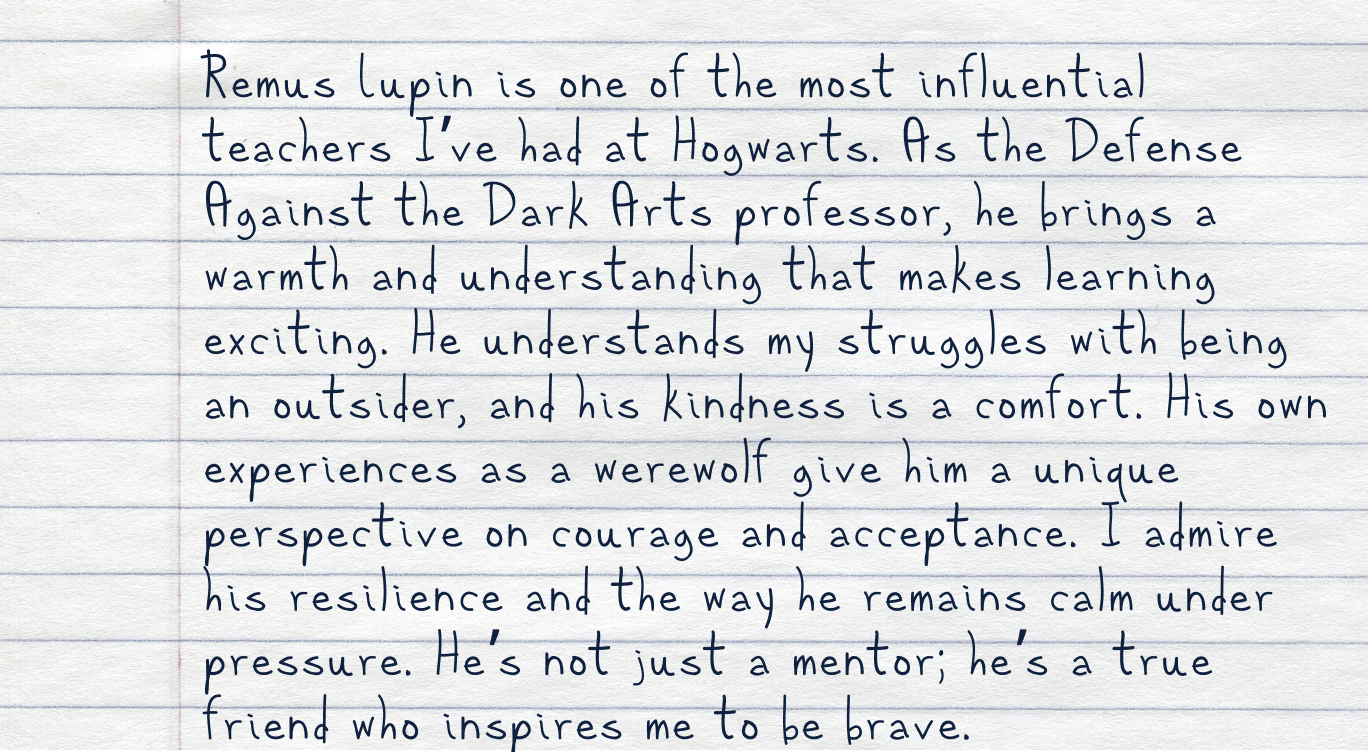 Remus Lupin is one of the most influential
teachers I've had at Hogwarts. As the Defense
Against the Dark Arts professor, he brings a
warmth and understanding that makes learning
exciting. He understands my struggles with being
an outsider, and his kindness is a comfort. His own
experiences as a werewolf give him a unique
perspective on courage and acceptance. I admire
his resilience and the way he remains calm under
pressure. He's not just a mentor; he's a true
friend who inspires me to be brave.